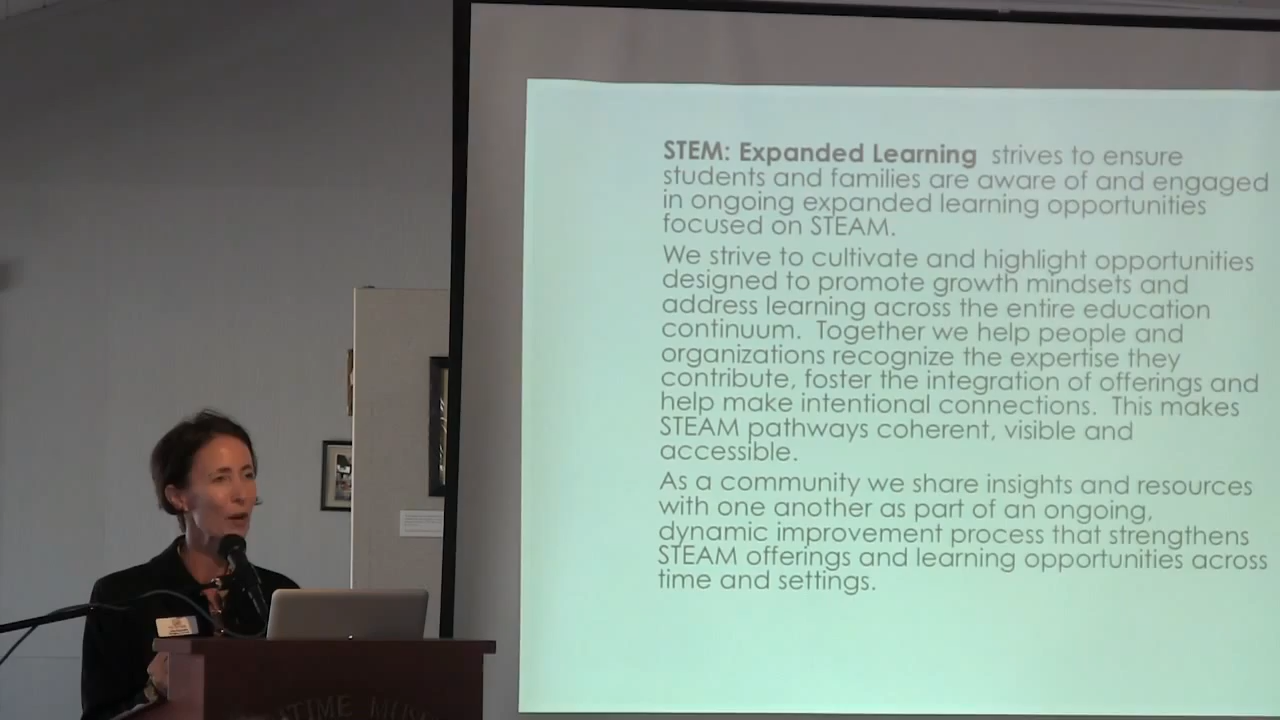 STEM: Expanded Learning strives to ensure
students and families are aware of and engaged
in ongoing expanded learning opportunities
focused on STEAM.
We strive to cultivate and highlight opportunities
designed to promote growth mindsets and
address learning across the entire education
continuum. Together we help people and
organizations recognize the expertise they
contribute, foster the integration of offerings and
help make intentional connections. This makes
STEAM pathways coherent, visible and
accessible.
As a community we share insights and resources
with one another as part of an ongoing,
dynamic improvement process that strengthens
STEAM offerings and learning opportunities across
time and settings.